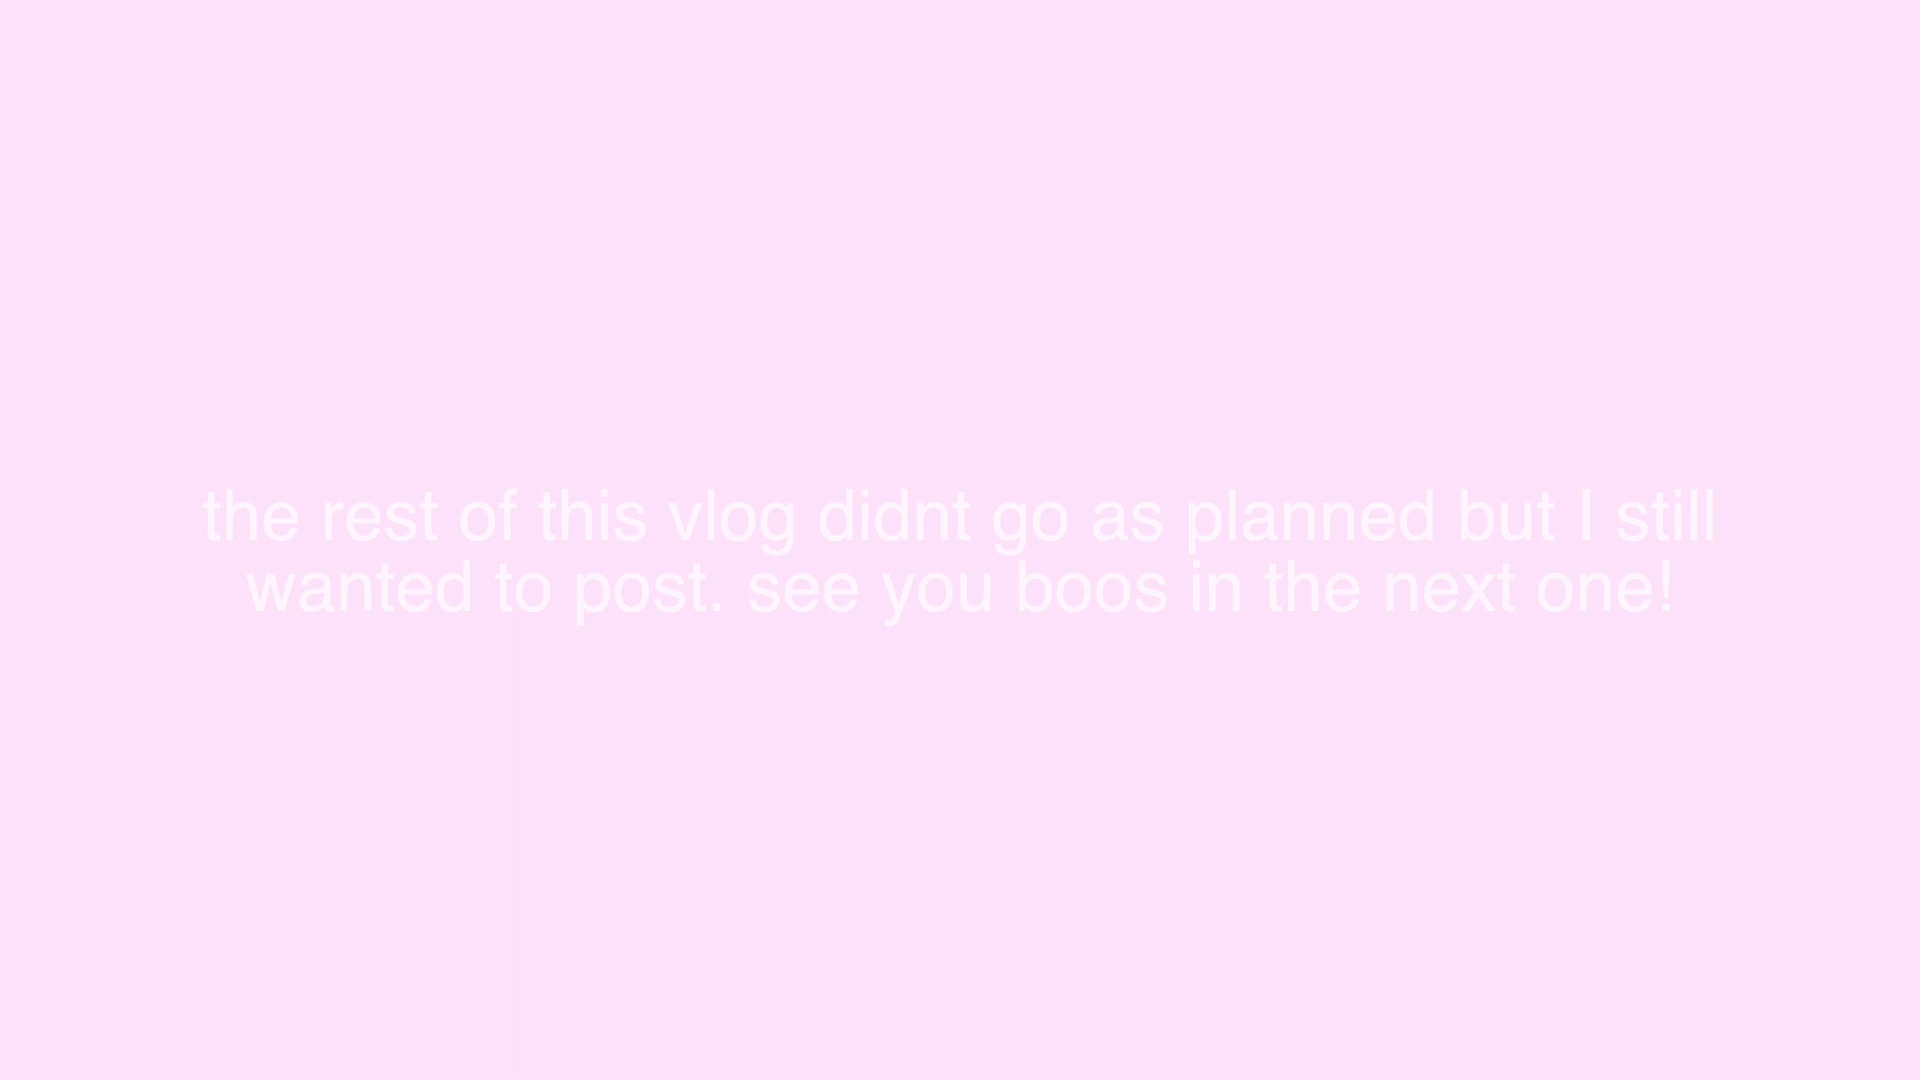 the rest of this vlog didnt go as planned but I still
wanted to post. see you boos in the next one!